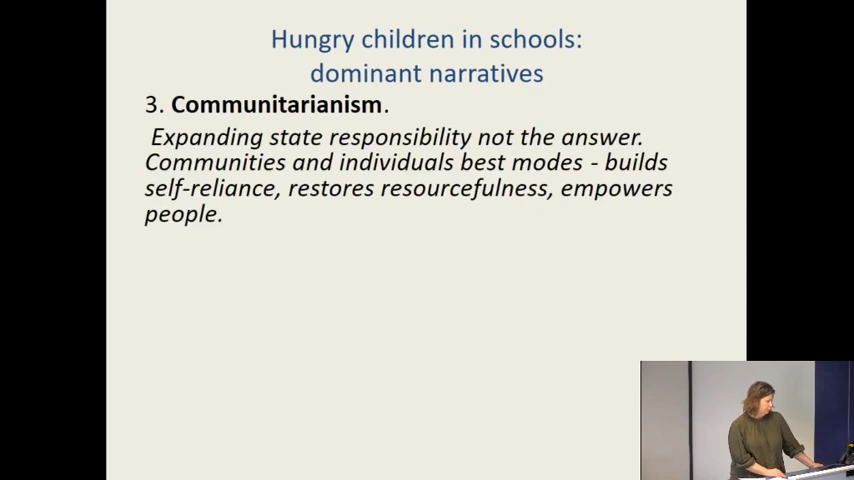 Hungry children in schools:
dominant narratives
3. Communitarianism.
Expanding state responsibility not the answer.
Communities and individuals best modes - builds
self-reliance, restores resourcefulness, empowers
people.